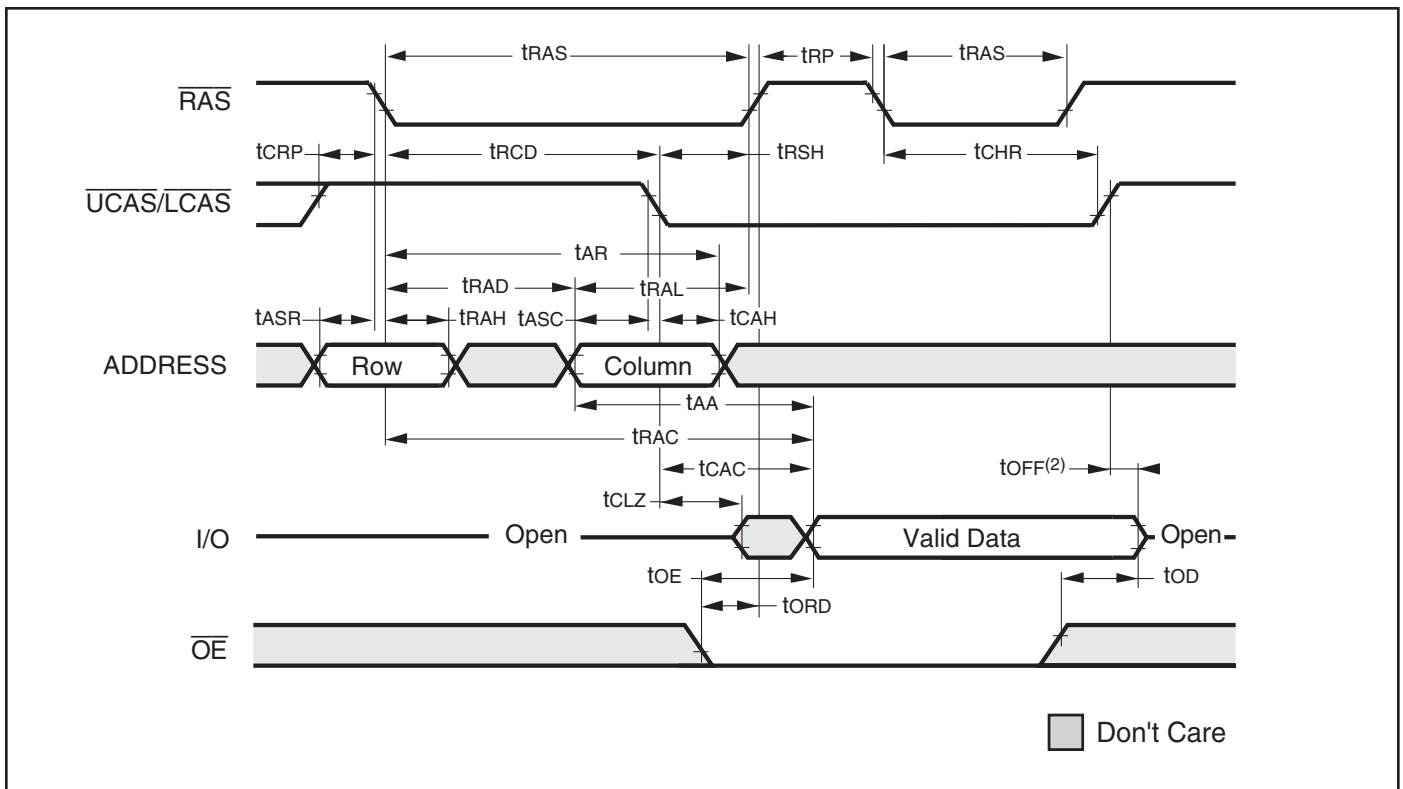 tRAS tRP tRAS
RAS
tCRP tRCD tRSH tCHR
UCAS/LCAS
tAR
tRAD tRAL
tASR tRAH tASC tCAH
ADDRESS Row Column
tAA
tRAC
tCAC tOFF(2)
tCLZ
I/O Open Valid Data Open
tOE tOD
tORD
OE
Don't Care